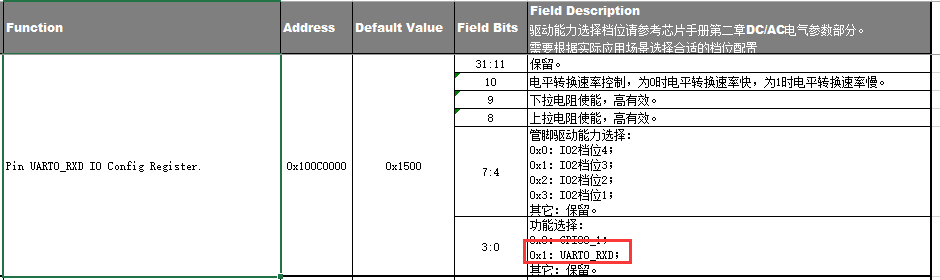 Function
Address
Default Value
Field Bits
Field Description
驱动能力选择档位请参考芯片手册第二章DC/AC电气参数部分。
需要根据实际应用场景选择合适的档位配置
Pin UART0_RXD IO Config Register.
0x100C0000
0x1500
31:11
保留。
10
电平转换速率控制，为0时电平转换速率快，为1时电平转换速率慢。
9
下拉电阻使能，高有效。
8
上拉电阻使能，高有效。
7:4
管脚驱动能力选择：
0x0：IO2档位4；
0x1：IO2档位3；
0x2：IO2档位2；
0x3：IO2档位1；
其它：保留。
3:0
功能选择：
0x0：GPIO0_1；
0x1：UART0_RXD；
其它：保留。